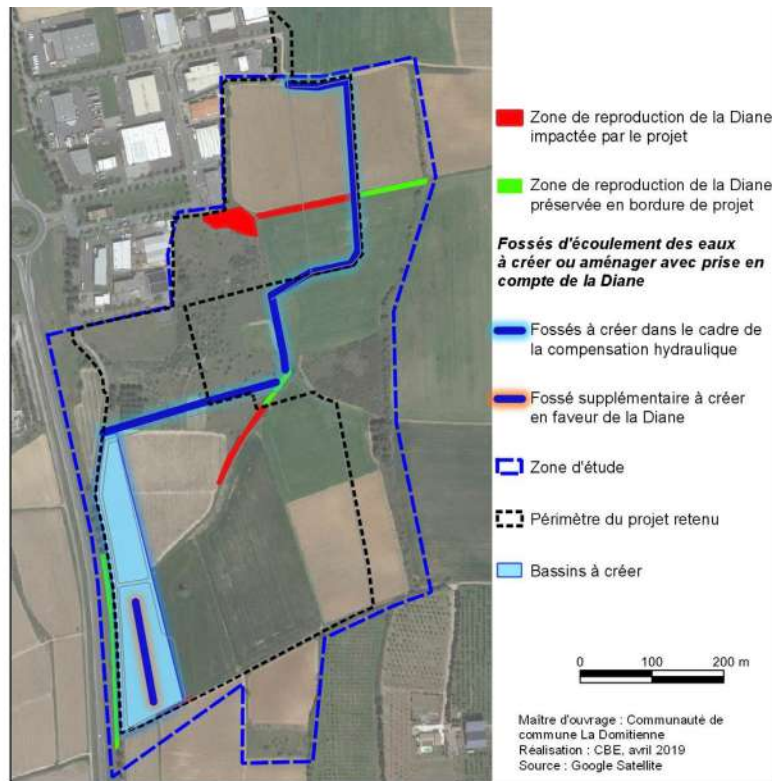 Zone de reproduction de la Diane
impactée par le projet
Zone de reproduction de la Diane
préservée en bordure de projet
Fossés d'écoulement des eaux
à créer ou aménager avec prise en
compte de la Diane
Fossés à créer dans le cadre de
la compensation hydraulique
Fossé supplémentaire à créer
en faveur de la Diane
Zone d'étude
Périmètre du projet retenu
Bassins à créer
0 100 200 m
Maître d'ouvrage : Communauté de
commune La Domitienne
Réalisation : CBE, avril 2019
Source : Google Satellite